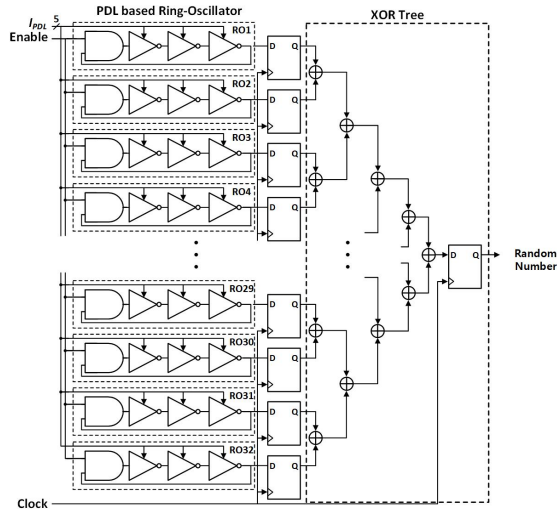 PDL based Ring-Oscillator
XOR Tree
I_PDL 5
Enable
RO1
D Q
RO2
D Q
RO3
D Q
RO4
D Q
D Q
Random
Number
RO29
D Q
RO30
D Q
RO31
D Q
RO32
D Q
Clock